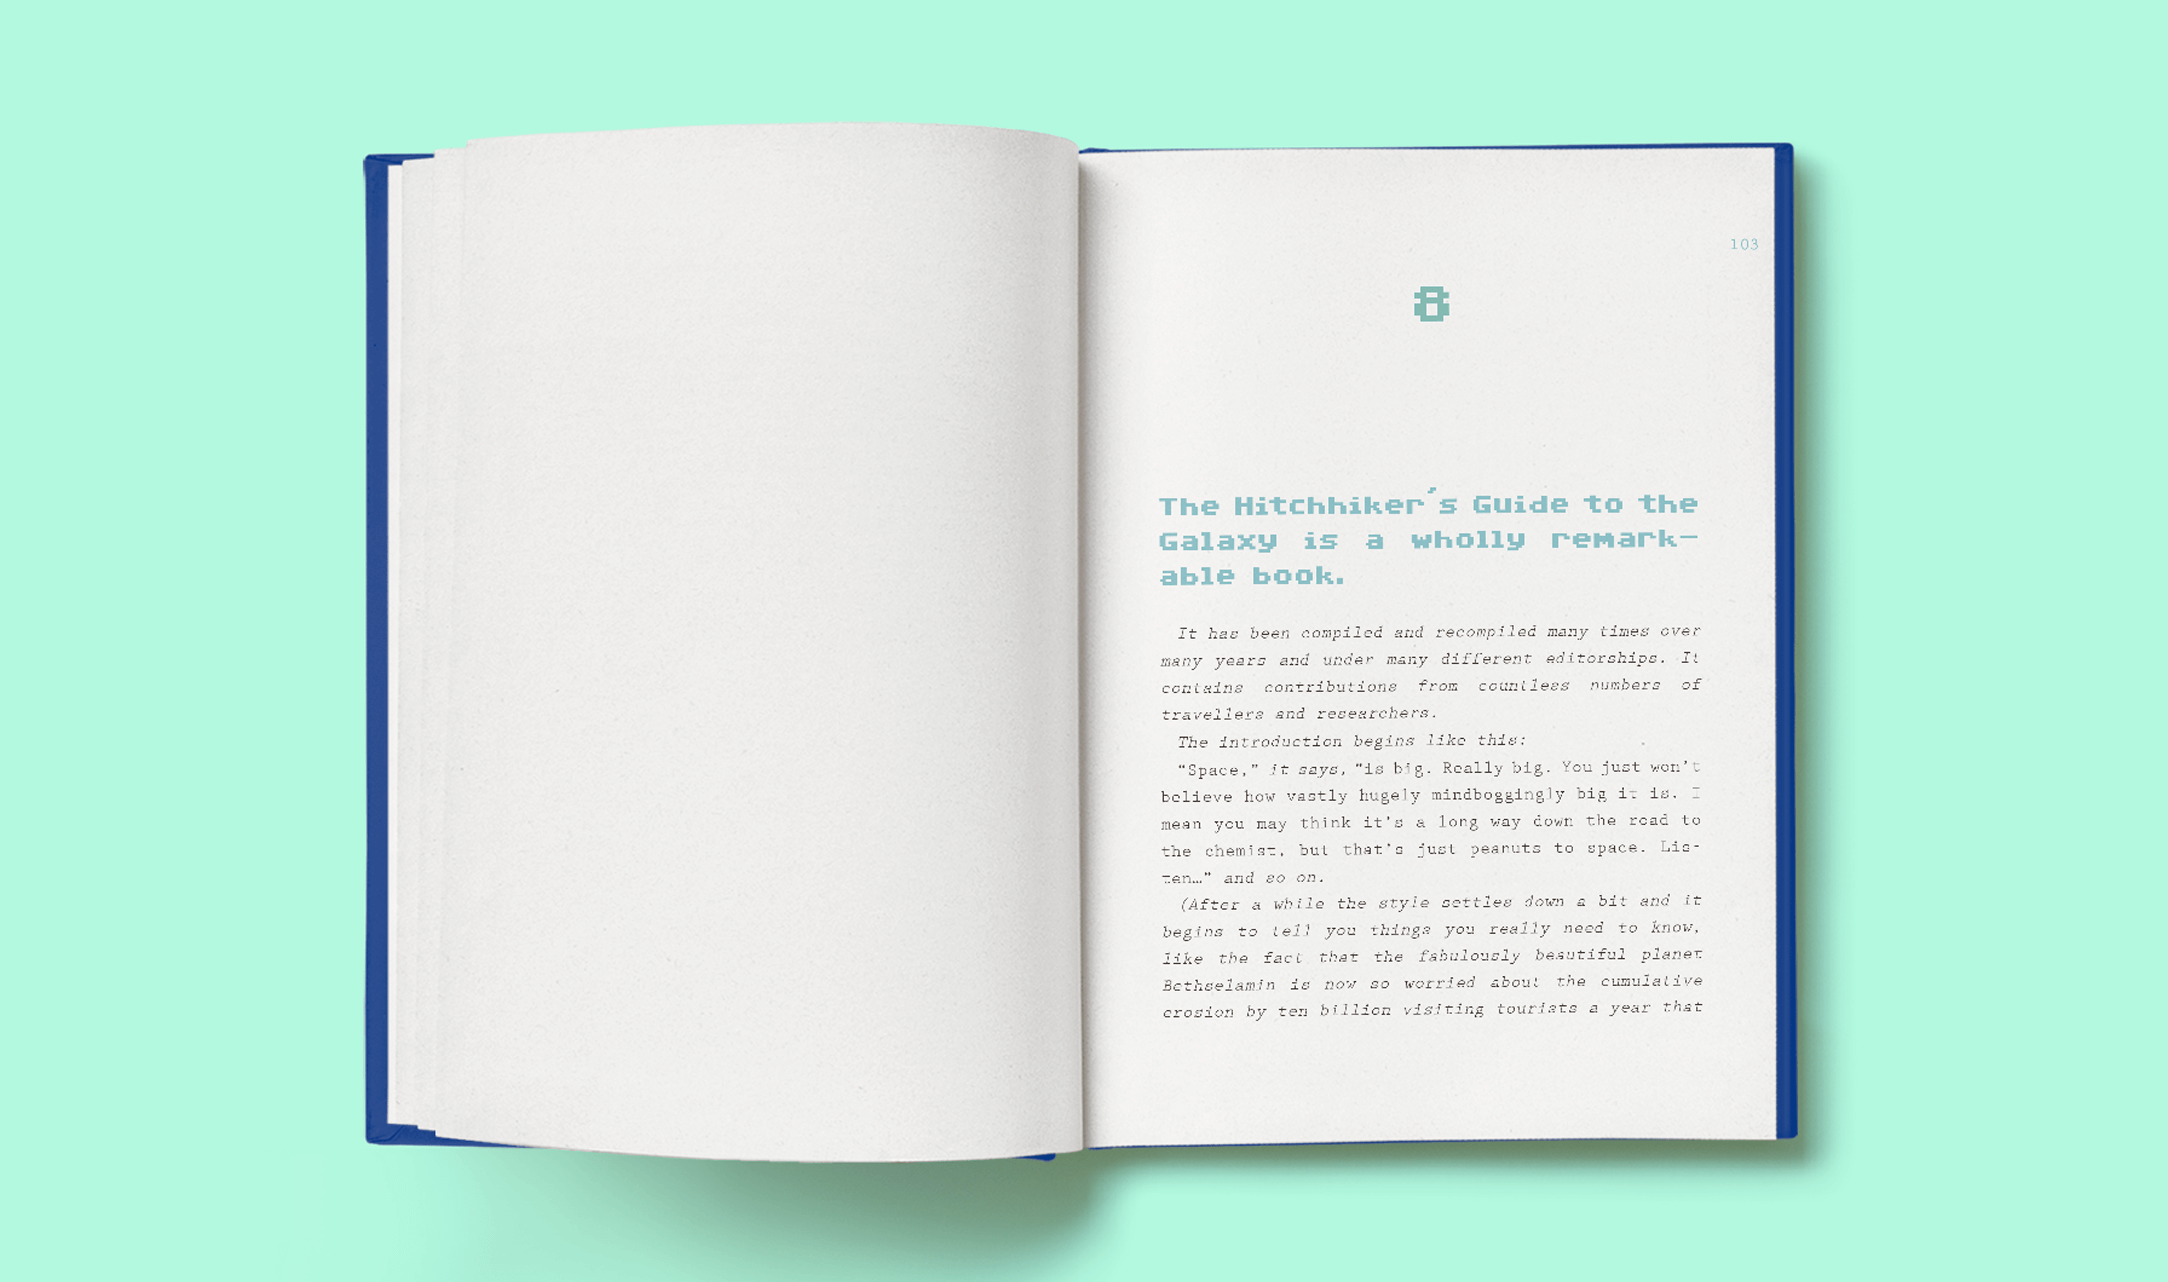 103
8
The Hitchhiker's Guide to the
Galaxy is a wholly remark-
able book.
It has been compiled and recompiled many times over
many years and under many different editorships. It
contains contributions from countless numbers of
travellers and researchers.
The introduction begins like this:
“Space,” it says, “is big. Really big. You just won’t
believe how vastly hugely mindboggingly big it is. I
mean you may think it’s a long way down the road to
the chemist, but that’s just peanuts to space. Lis-
ten…” and so on.
(After a while the style settles down a bit and it
begins to tell you things you really need to know,
like the fact that the fabulously beautiful planet
Bethselamin is now so worried about the cumulative
erosion by ten billion visiting tourists a year that